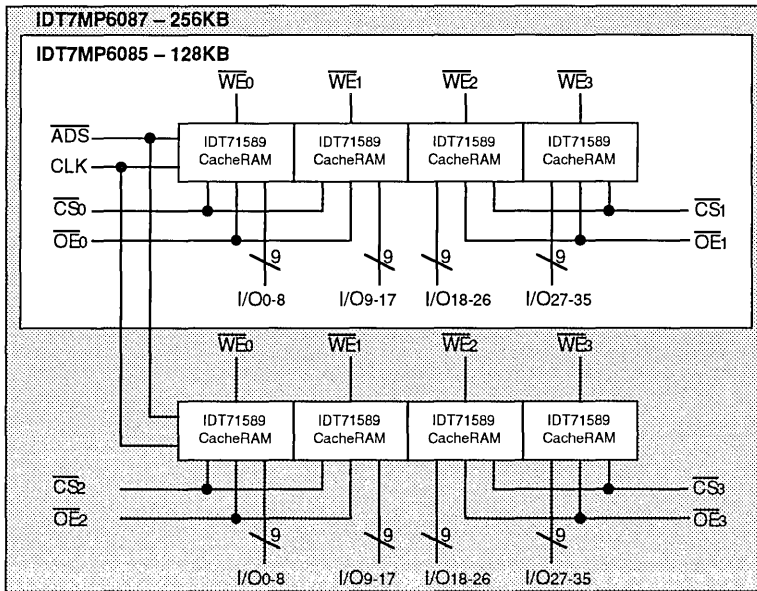 IDT7MP6087 – 256KB
IDT7MP6085 – 128KB
WE0 WE1 WE2 WE3
ADS
CLK
IDT71589 CacheRAM
IDT71589 CacheRAM
IDT71589 CacheRAM
IDT71589 CacheRAM
CS0 CS1
OE0 OE1
9 9 9 9
I/O0-8 I/O9-17 I/O18-26 I/O27-35
WE0 WE1 WE2 WE3
IDT71589 CacheRAM
IDT71589 CacheRAM
IDT71589 CacheRAM
IDT71589 CacheRAM
CS2 CS3
OE2 OE3
9 9 9 9
I/O0-8 I/O9-17 I/O18-26 I/O27-35